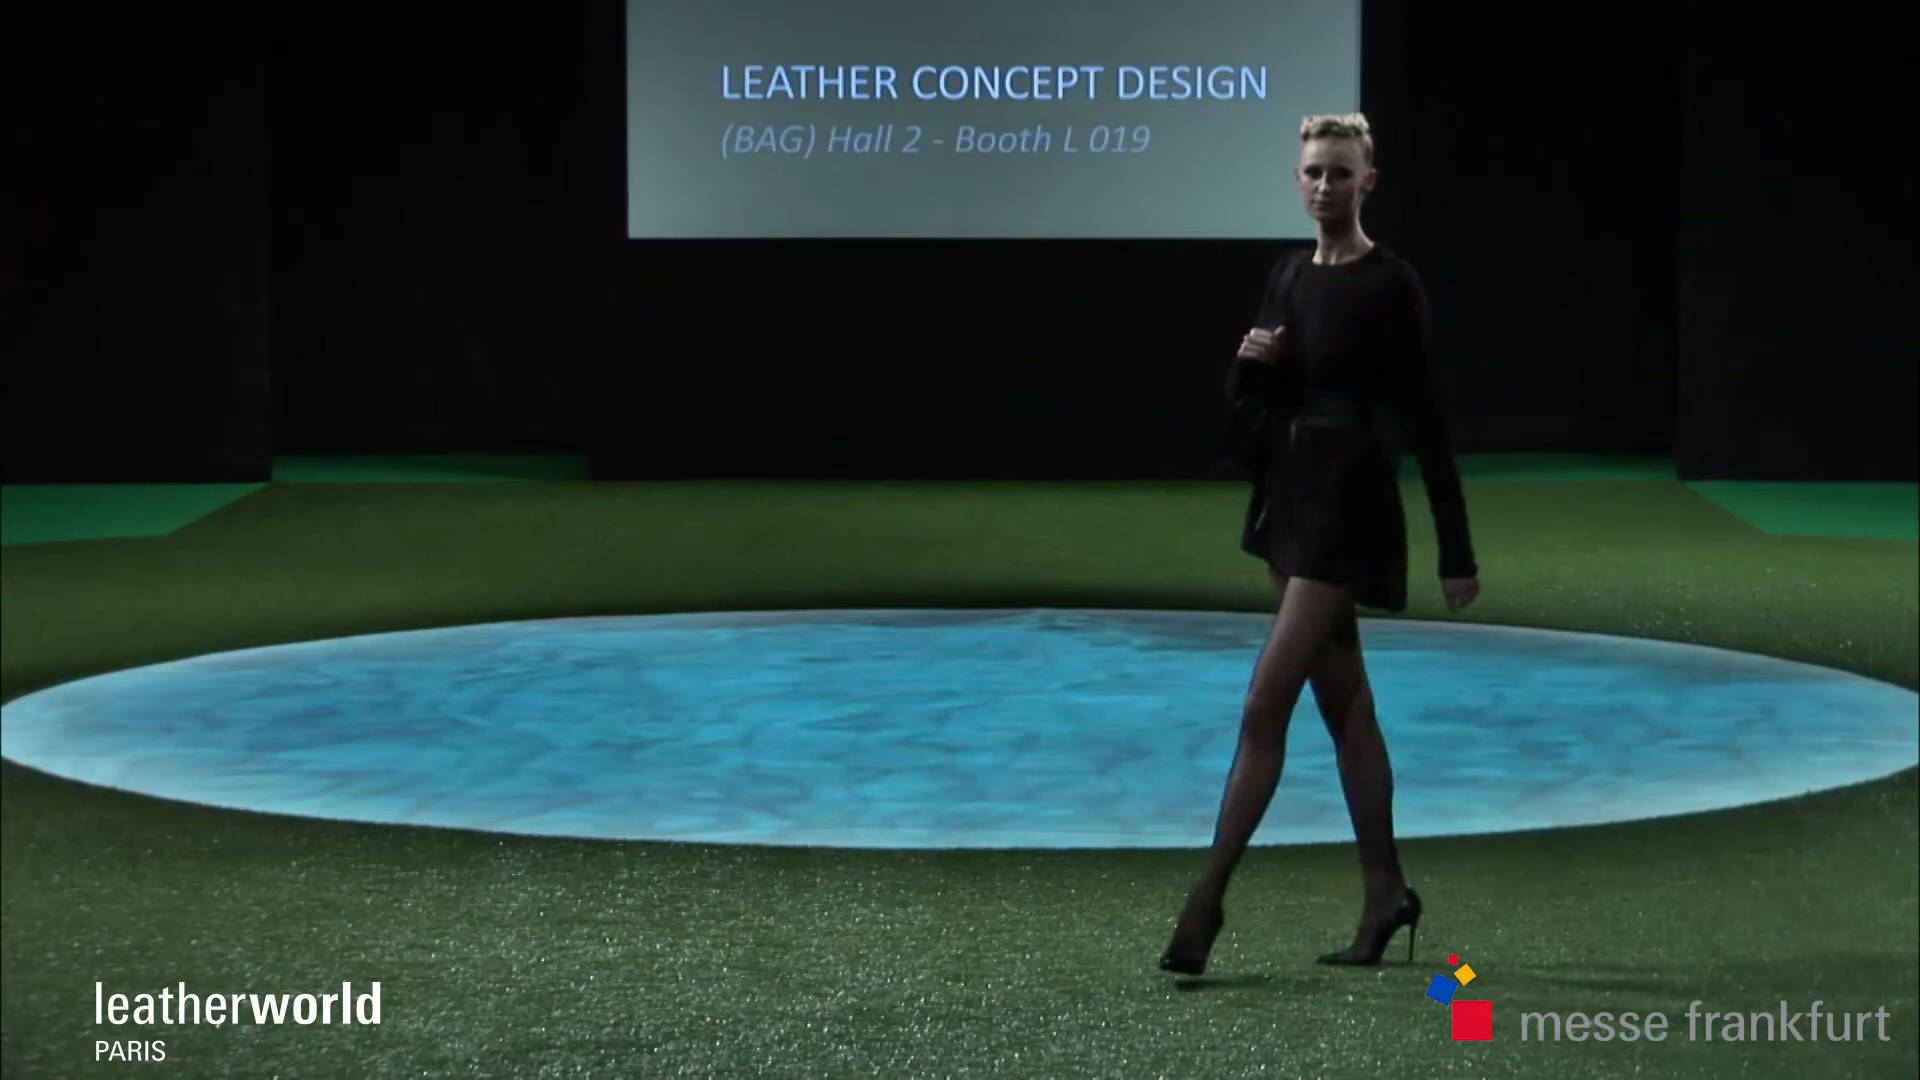 LEATHER CONCEPT DESIGN
(BAG) Hall 2 - Booth L 019
leatherworld
PARIS
messe frankfurt